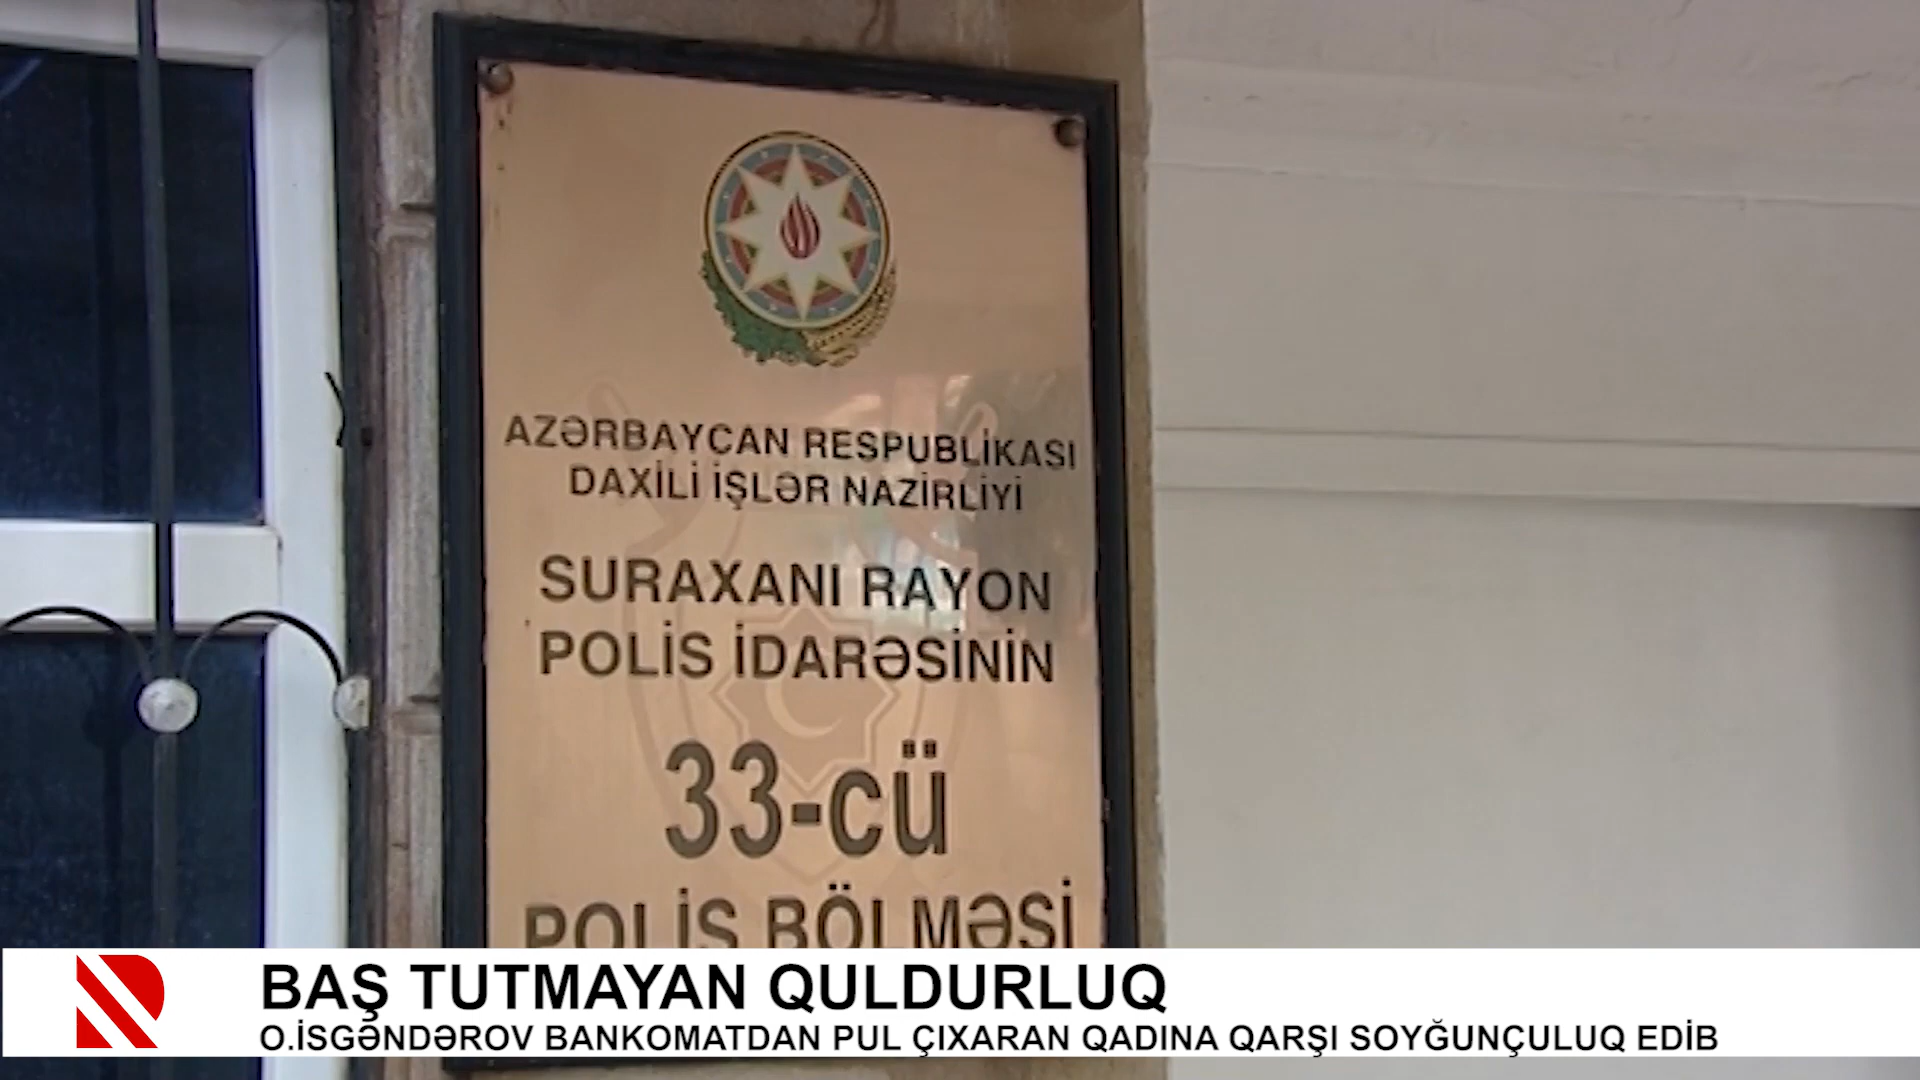 AZƏRBAYCAN RESPUBLİKASI
DAXİLİ İŞLƏR NAZİRLİYİ
SURAXANI RAYON
POLİS İDARƏSİNİN
33-cü
POLİS BÖLMƏSİ
BAŞ TUTMAYAN QULDURLUQ
O.İSGƏNDƏROV BANKOMATDAN PUL ÇIXARAN QADINA QARŞI SOYĞUNÇULUQ EDİB